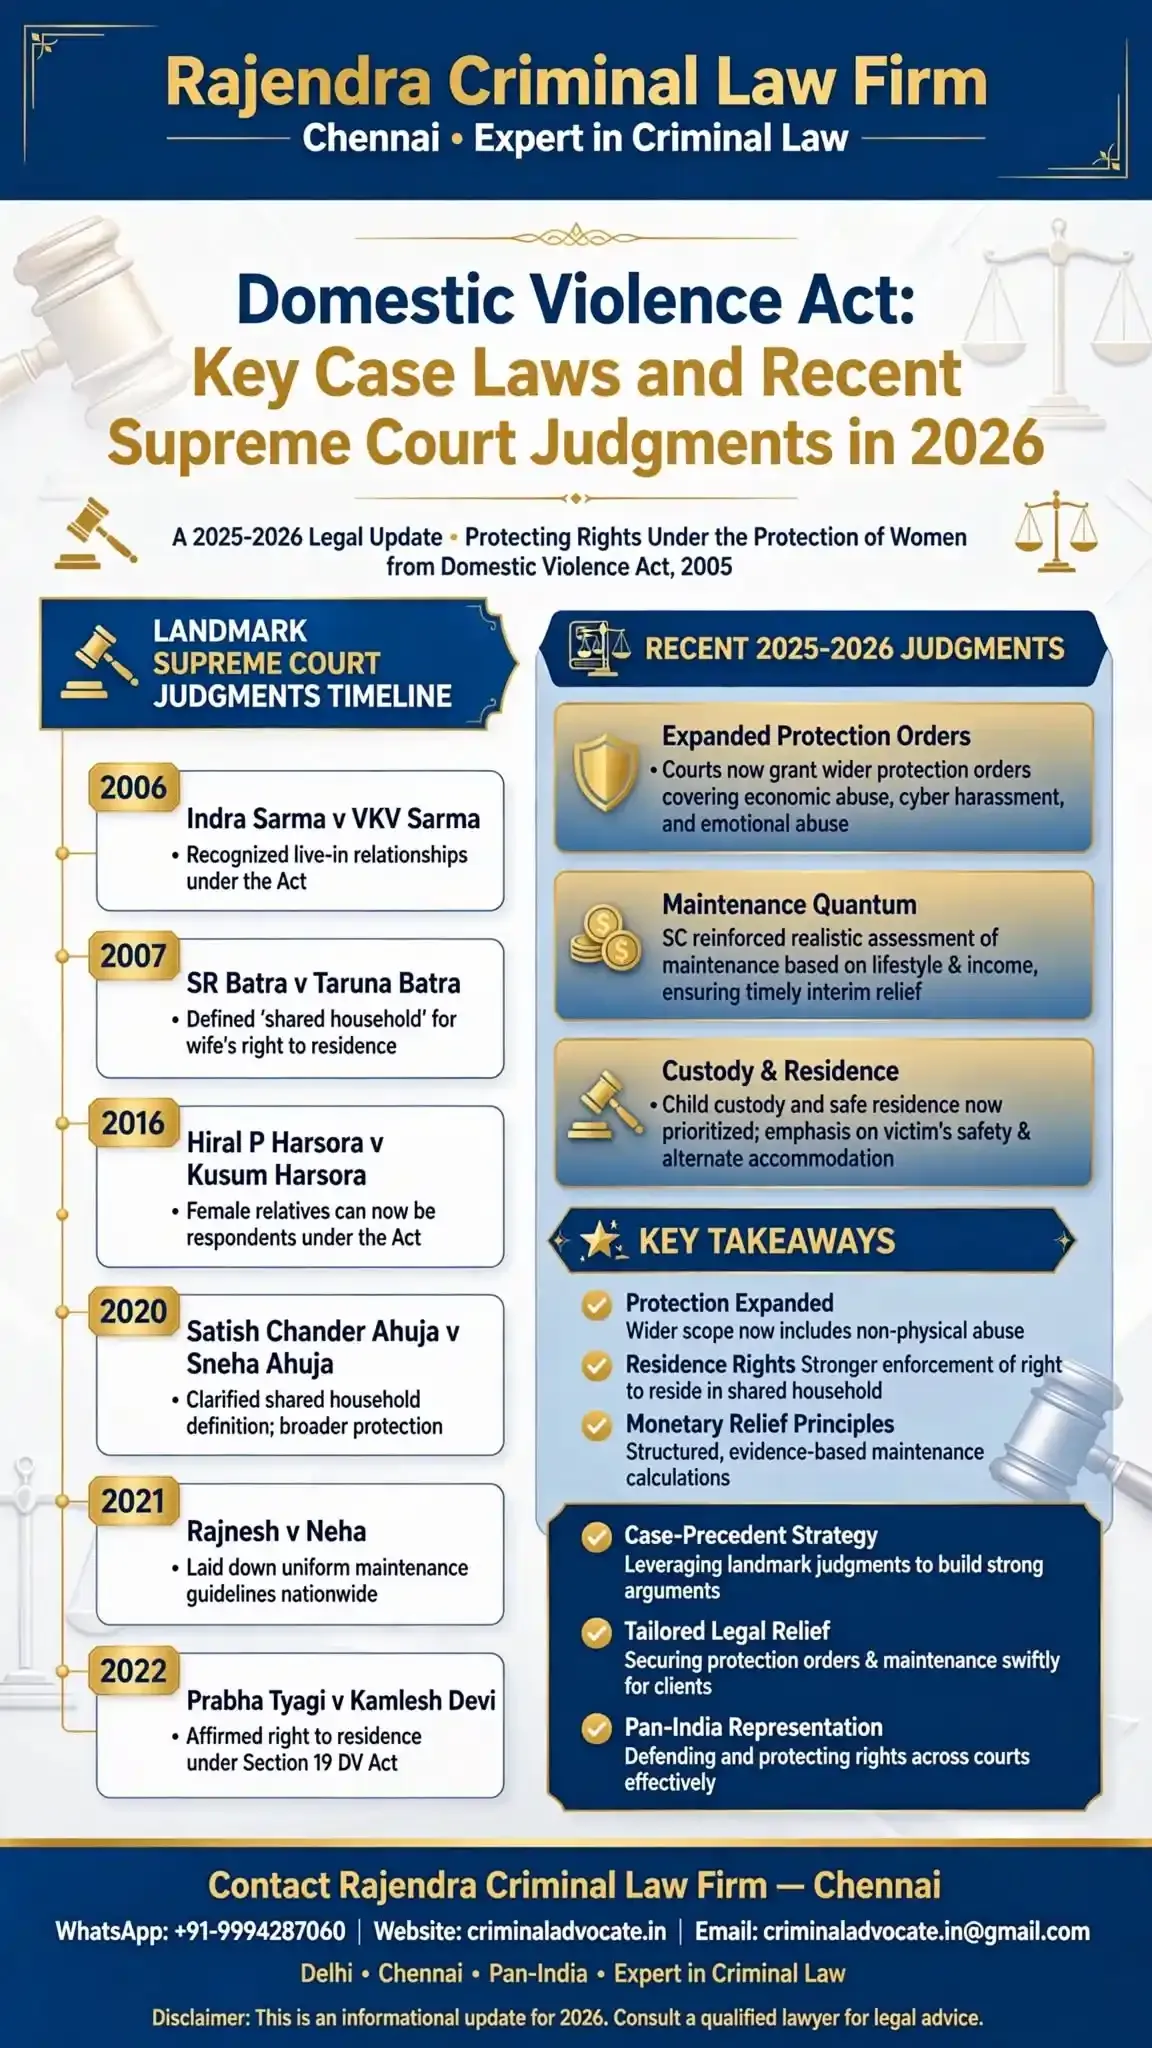 Rajendra Criminal Law Firm
Chennai • Expert in Criminal Law
Domestic Violence Act:
Key Case Laws and Recent
Supreme Court Judgments in 2026
A 2025-2026 Legal Update • Protecting Rights Under the Protection of Women
from Domestic Violence Act, 2005
LANDMARK
SUPREME COURT
JUDGMENTS TIMELINE
2006
Indra Sarma v VKV Sarma
• Recognized live-in relationships
under the Act
2007
SR Batra v Taruna Batra
• Defined 'shared household' for
wife's right to residence
2016
Hiral P Harsora v
Kusum Harsora
• Female relatives can now be
respondents under the Act
2020
Satish Chander Ahuja v
Sneha Ahuja
• Clarified shared household
definition; broader protection
2021
Rajnesh v Neha
• Laid down uniform maintenance
guidelines nationwide
2022
Prabha Tyagi v Kamlesh Devi
• Affirmed right to residence
under Section 19 DV Act
RECENT 2025-2026 JUDGMENTS
Expanded Protection Orders
• Courts now grant wider protection orders
covering economic abuse, cyber harassment,
and emotional abuse
Maintenance Quantum
SC reinforced realistic assessment of
maintenance based on lifestyle & income,
ensuring timely interim relief
Custody & Residence
• Child custody and safe residence now
prioritized; emphasis on victim's safety &
alternate accommodation
KEY TAKEAWAYS
Protection Expanded
Wider scope now includes non-physical abuse
Residence Rights Stronger enforcement of right
to reside in shared household
Monetary Relief Principles
Structured, evidence-based maintenance
calculations
Case-Precedent Strategy
Leveraging landmark judgments to build strong
arguments
Tailored Legal Relief
Securing protection orders & maintenance swiftly
for clients
Pan-India Representation
Defending and protecting rights across courts
effectively
Contact Rajendra Criminal Law Firm — Chennai
WhatsApp: +91-9994287060 | Website: criminaladvocate.in | Email: criminaladvocate.in@gmail.com
Delhi • Chennai • Pan-India • Expert in Criminal Law
Disclaimer: This is an informational update for 2026. Consult a qualified lawyer for legal advice.